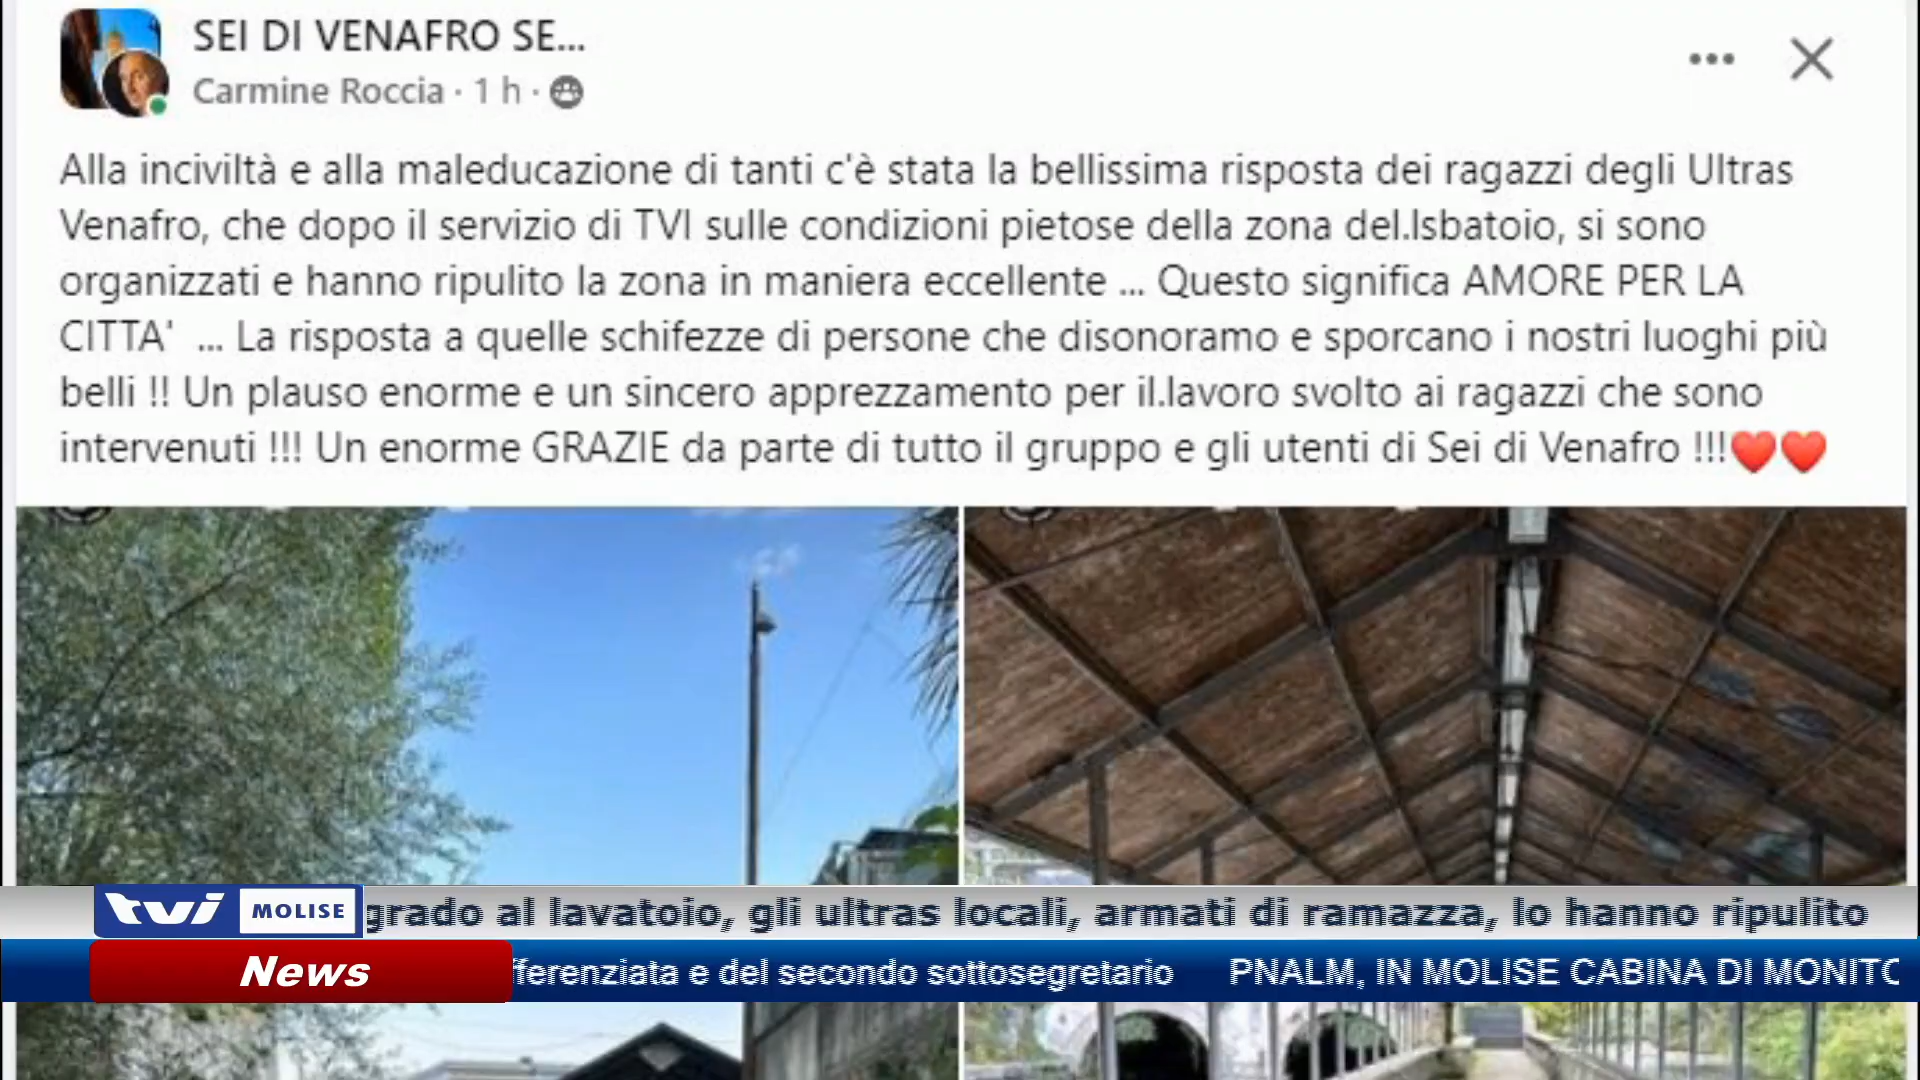 SEI DI VENAFRO SE...
Carmine Roccia · 1 h ·
Alla inciviltà e alla maleducazione di tanti c'è stata la bellissima risposta dei ragazzi degli Ultras
Venafro, che dopo il servizio di TVI sulle condizioni pietose della zona del.lsbatoio, si sono
organizzati e hanno ripulito la zona in maniera eccellente ... Questo significa AMORE PER LA
CITTA' ... La risposta a quelle schifezze di persone che disonoramo e sporcano i nostri luoghi più
belli !! Un plauso enorme e un sincero apprezzamento per il.lavoro svolto ai ragazzi che sono
intervenuti !!! Un enorme GRAZIE da parte di tutto il gruppo e gli utenti di Sei di Venafro !!!❤️❤️
tvi MOLISE grado al lavatoio, gli ultras locali, armati di ramazza, lo hanno ripulito
News fferenziata e del secondo sottosegretario PNALM, IN MOLISE CABINA DI MONITO